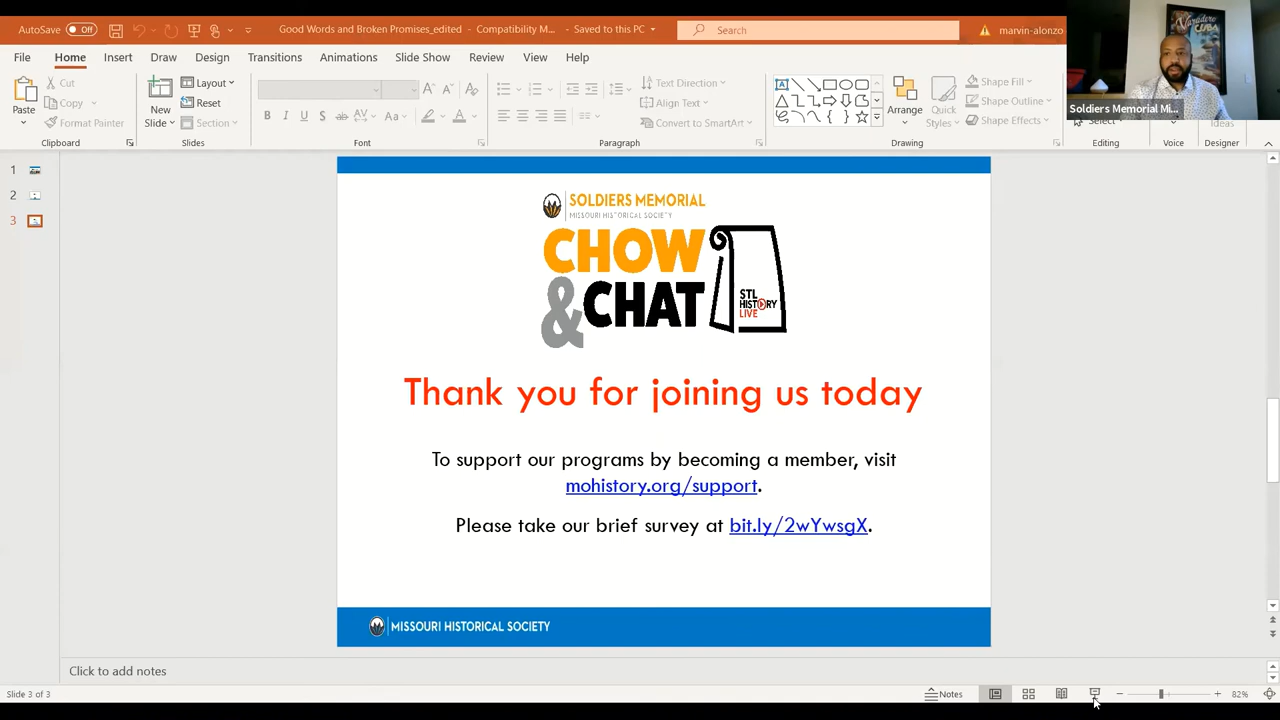 AutoSave Off Good Words and Broken Promises_edited - Compatibility M... - Saved to this PC Search marvin-alonzo
File Home Insert Draw Design Transitions Animations Slide Show Review View Help
Varadero
CUBA
Soldiers Memorial Mi...
Paste
Cut
Copy
Format Painter
Clipboard
New
Slide
Layout
Reset
Section
Slides
Font
Text Direction
Align Text
Convert to SmartArt
Paragraph
Arrange
Quick
Styles
Shape Fill
Shape Outline
Shape Effects
Drawing
Select
Editing
Voice
Ideas
Designer
1
2
3
SOLDIERS MEMORIAL
MISSOURI HISTORICAL SOCIETY
CHOW
& CHAT
STL
HISTORY
LIVE
Thank you for joining us today
To support our programs by becoming a member, visit
mohistory.org/support.
Please take our brief survey at bit.ly/2wYwsgX.
MISSOURI HISTORICAL SOCIETY
Click to add notes
Slide 3 of 3 Notes 82%